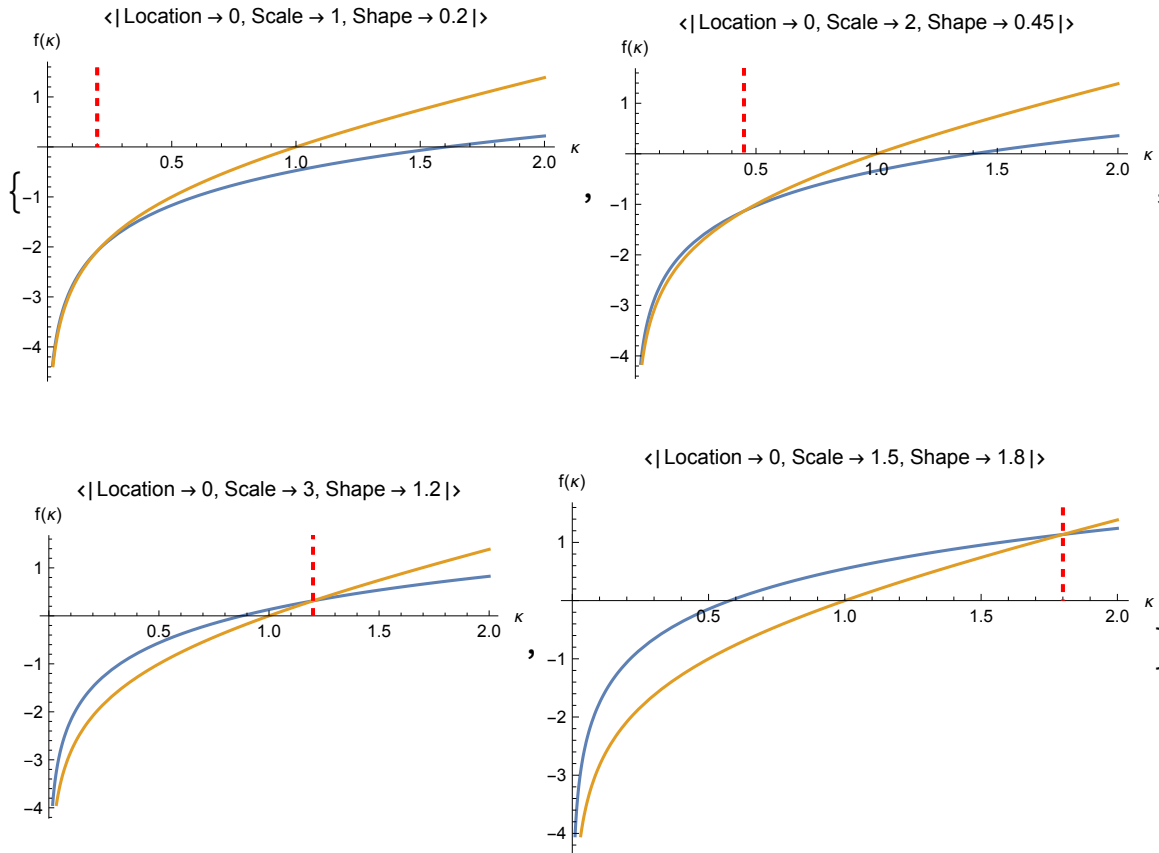 <|Location → 0, Scale → 1, Shape → 0.2|>
f(κ)
1
0.5 1.0 1.5 2.0 κ
-1
-2
-3
-4
{
,
<|Location → 0, Scale → 2, Shape → 0.45|>
f(κ)
1
0.5 1.0 1.5 2.0 κ
-1
-2
-3
-4
,
<|Location → 0, Scale → 3, Shape → 1.2|>
f(κ)
1
0.5 1.0 1.5 2.0 κ
-1
-2
-3
-4
,
<|Location → 0, Scale → 1.5, Shape → 1.8|>
f(κ)
1
0.5 1.0 1.5 2.0 κ
-1
-2
-3
-4